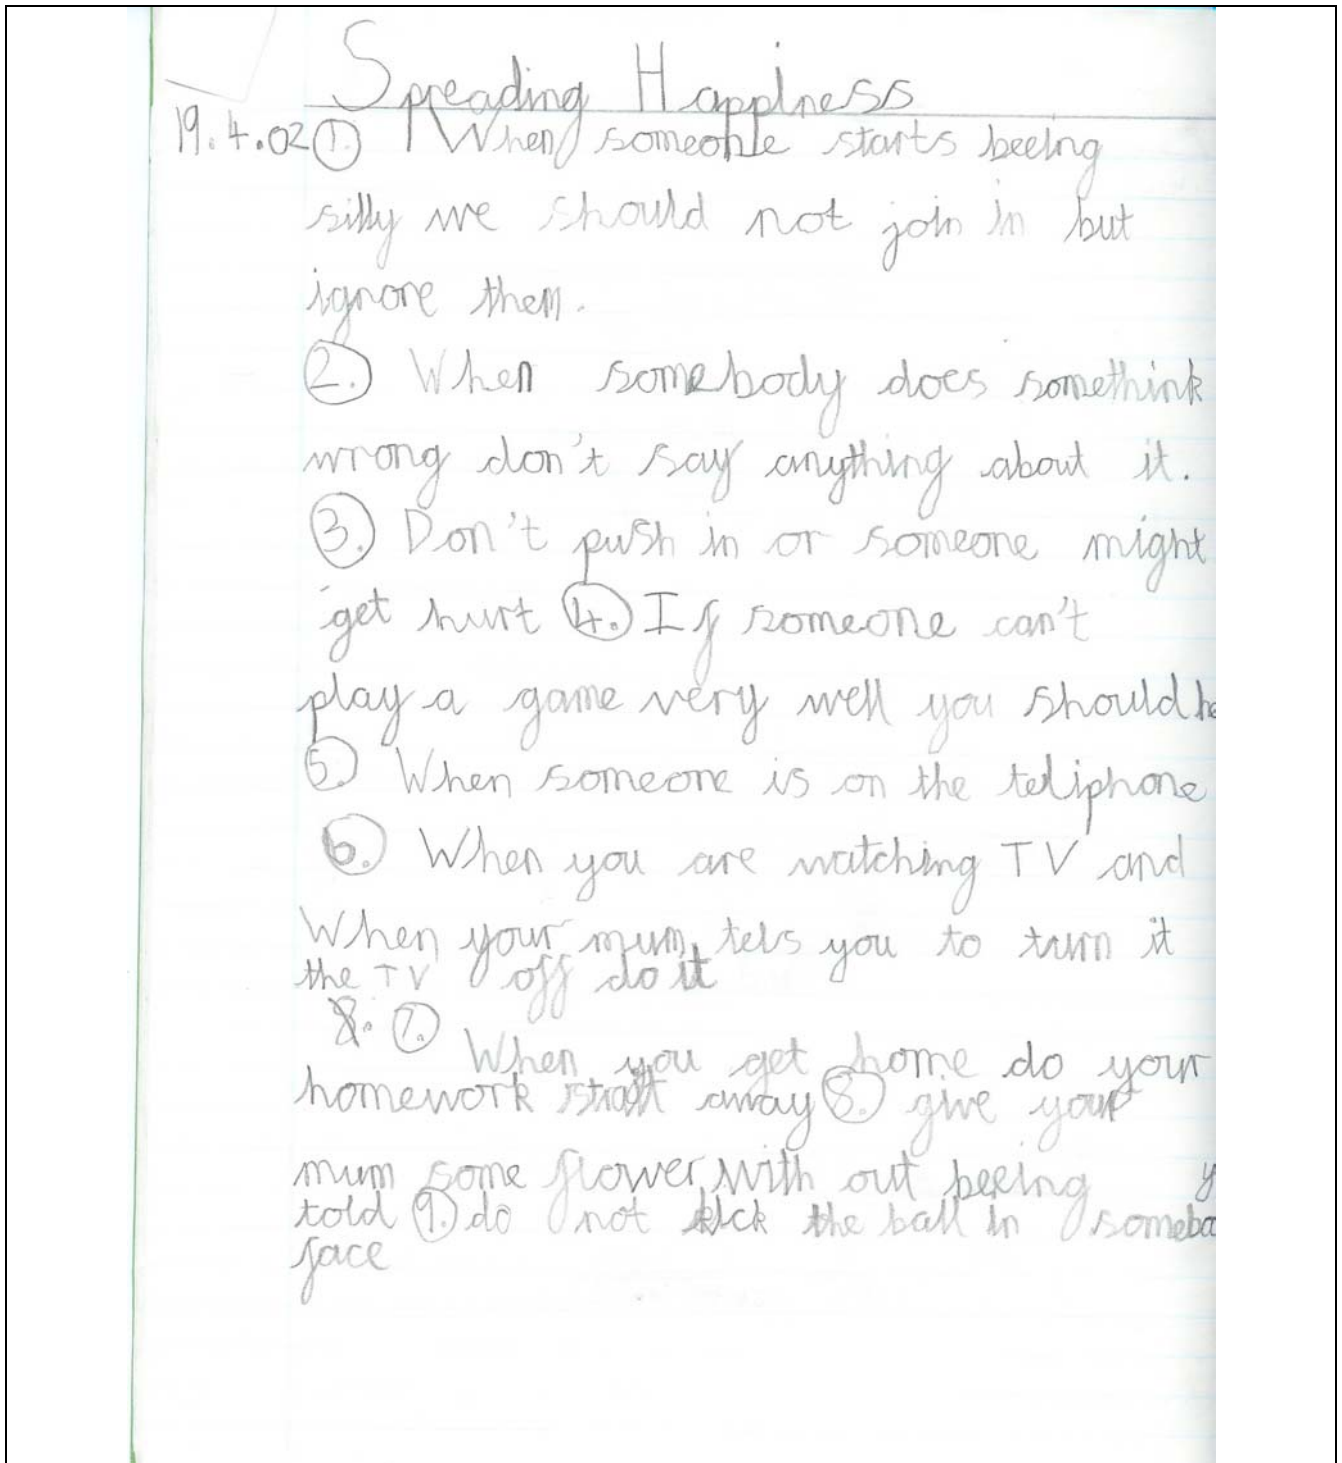 Spreading Happiness
19.4.02 1. When someone starts beeing
silly we should not join in but
ignore them.
2. When somebody does somethink
wrong don't say anything about it.
3. Don't push in or someone might
get hurt 4. If someone can't
play a game very well you should
5. When someone is on the teliphone
6. When you are watching TV and
When your mum tels you to turn it
the TV off do it
8. 7.
When you get home do your
homework strait away 8. give your
mum some flower with out beeing
told 9. do not kick the ball in
face